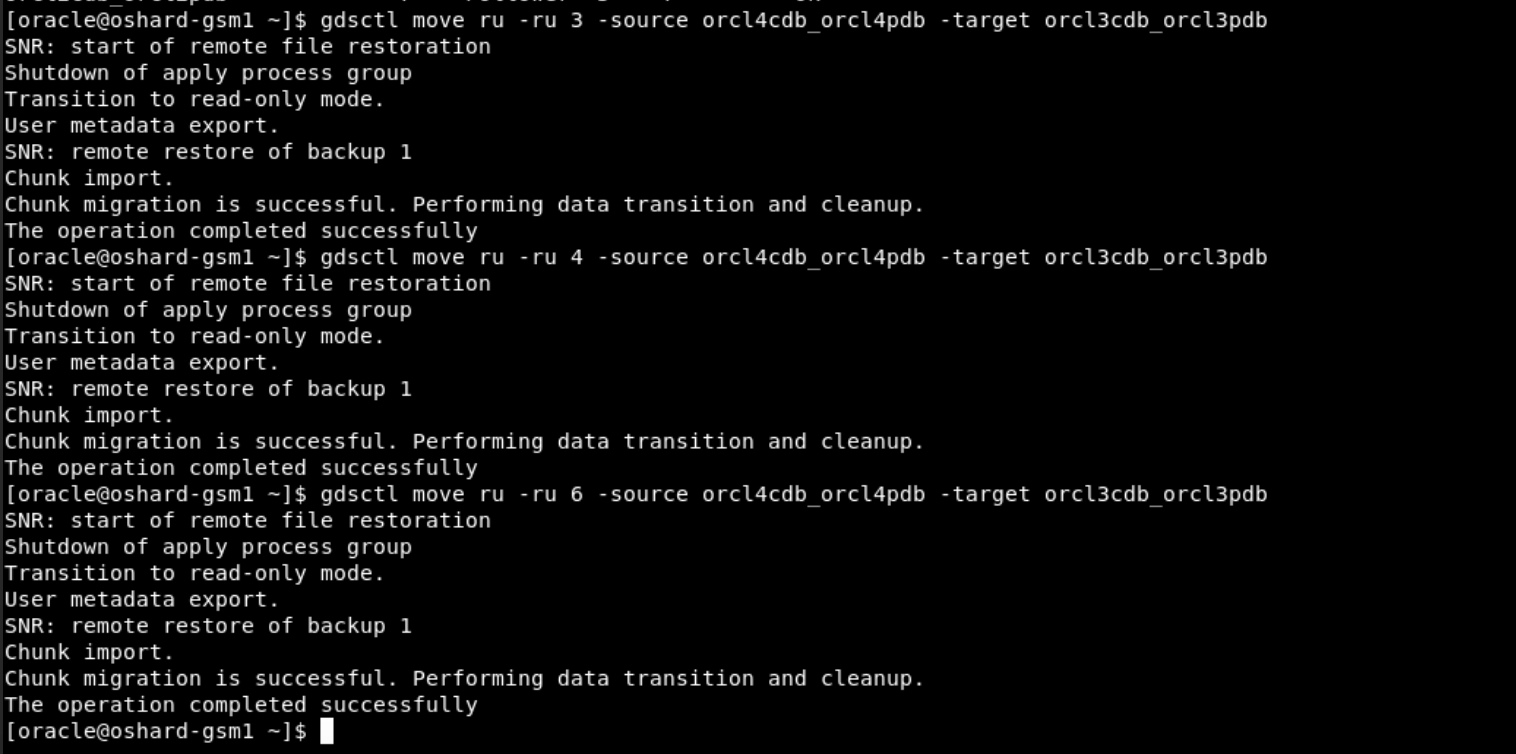 [oracle@oshard-gsm1 ~]$ gdsctl move ru -ru 3 -source orcl4cdb_orcl4pdb -target orcl3cdb_orcl3pdb
SNR: start of remote file restoration
Shutdown of apply process group
Transition to read-only mode.
User metadata export.
SNR: remote restore of backup 1
Chunk import.
Chunk migration is successful. Performing data transition and cleanup.
The operation completed successfully
[oracle@oshard-gsm1 ~]$ gdsctl move ru -ru 4 -source orcl4cdb_orcl4pdb -target orcl3cdb_orcl3pdb
SNR: start of remote file restoration
Shutdown of apply process group
Transition to read-only mode.
User metadata export.
SNR: remote restore of backup 1
Chunk import.
Chunk migration is successful. Performing data transition and cleanup.
The operation completed successfully
[oracle@oshard-gsm1 ~]$ gdsctl move ru -ru 6 -source orcl4cdb_orcl4pdb -target orcl3cdb_orcl3pdb
SNR: start of remote file restoration
Shutdown of apply process group
Transition to read-only mode.
User metadata export.
SNR: remote restore of backup 1
Chunk import.
Chunk migration is successful. Performing data transition and cleanup.
The operation completed successfully
[oracle@oshard-gsm1 ~]$